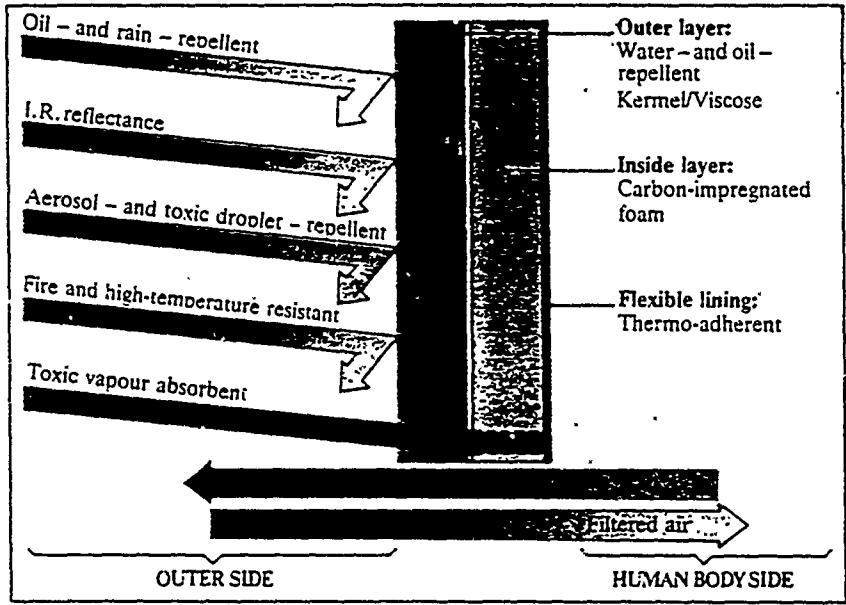 Oil – and rain – repellent
I.R. reflectance
Aerosol – and toxic droplet – repellent
Fire and high-temperature resistant
Toxic vapour absorbent
Outer layer:
Water – and oil –
repellent
Kermel/Viscose
Inside layer:
Carbon-impregnated
foam
Flexible lining:
Thermo-adherent
Filtered air
OUTER SIDE
HUMAN BODY SIDE